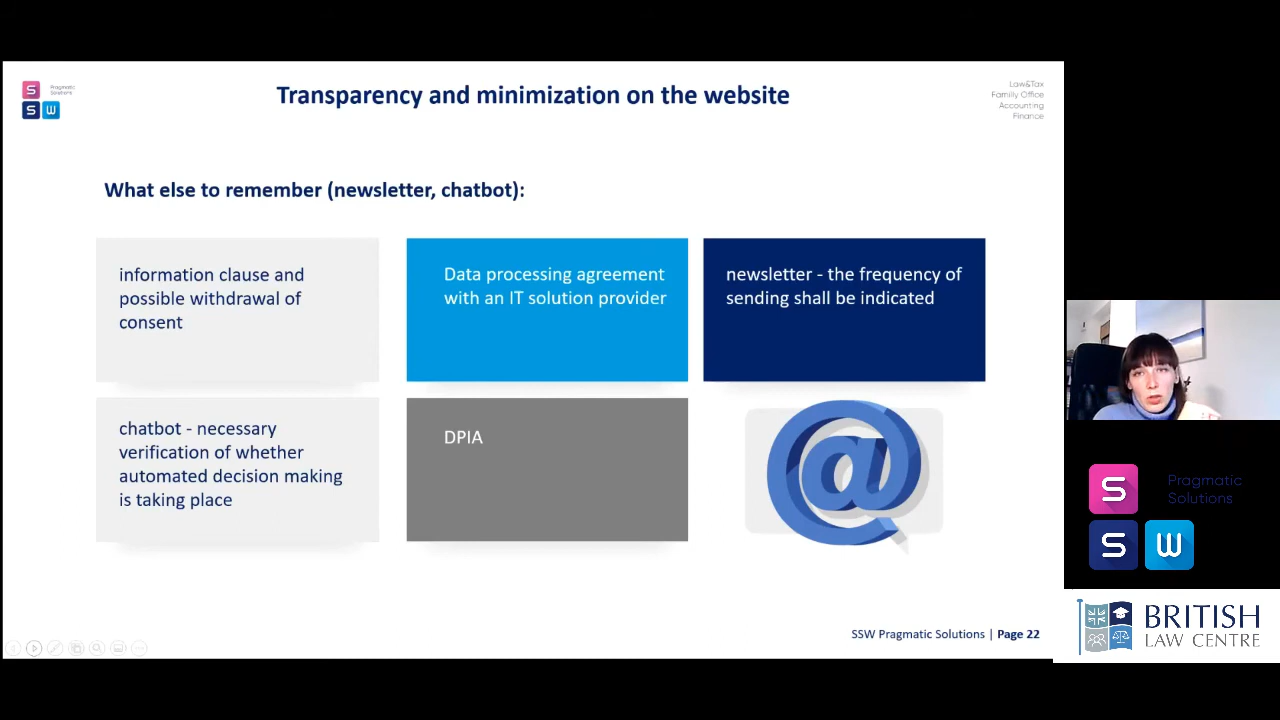 S
Pragmatic
Solutions
S W
Transparency and minimization on the website
Law&Tax
Family Office
Accounting
Finance
What else to remember (newsletter, chatbot):
information clause and
possible withdrawal of
consent
Data processing agreement
with an IT solution provider
newsletter - the frequency of
sending shall be indicated
chatbot - necessary
verification of whether
automated decision making
is taking place
DPIA
@
SSW Pragmatic Solutions | Page 22
S
Pragmatic
Solutions
S W
BRITISH
LAW CENTRE